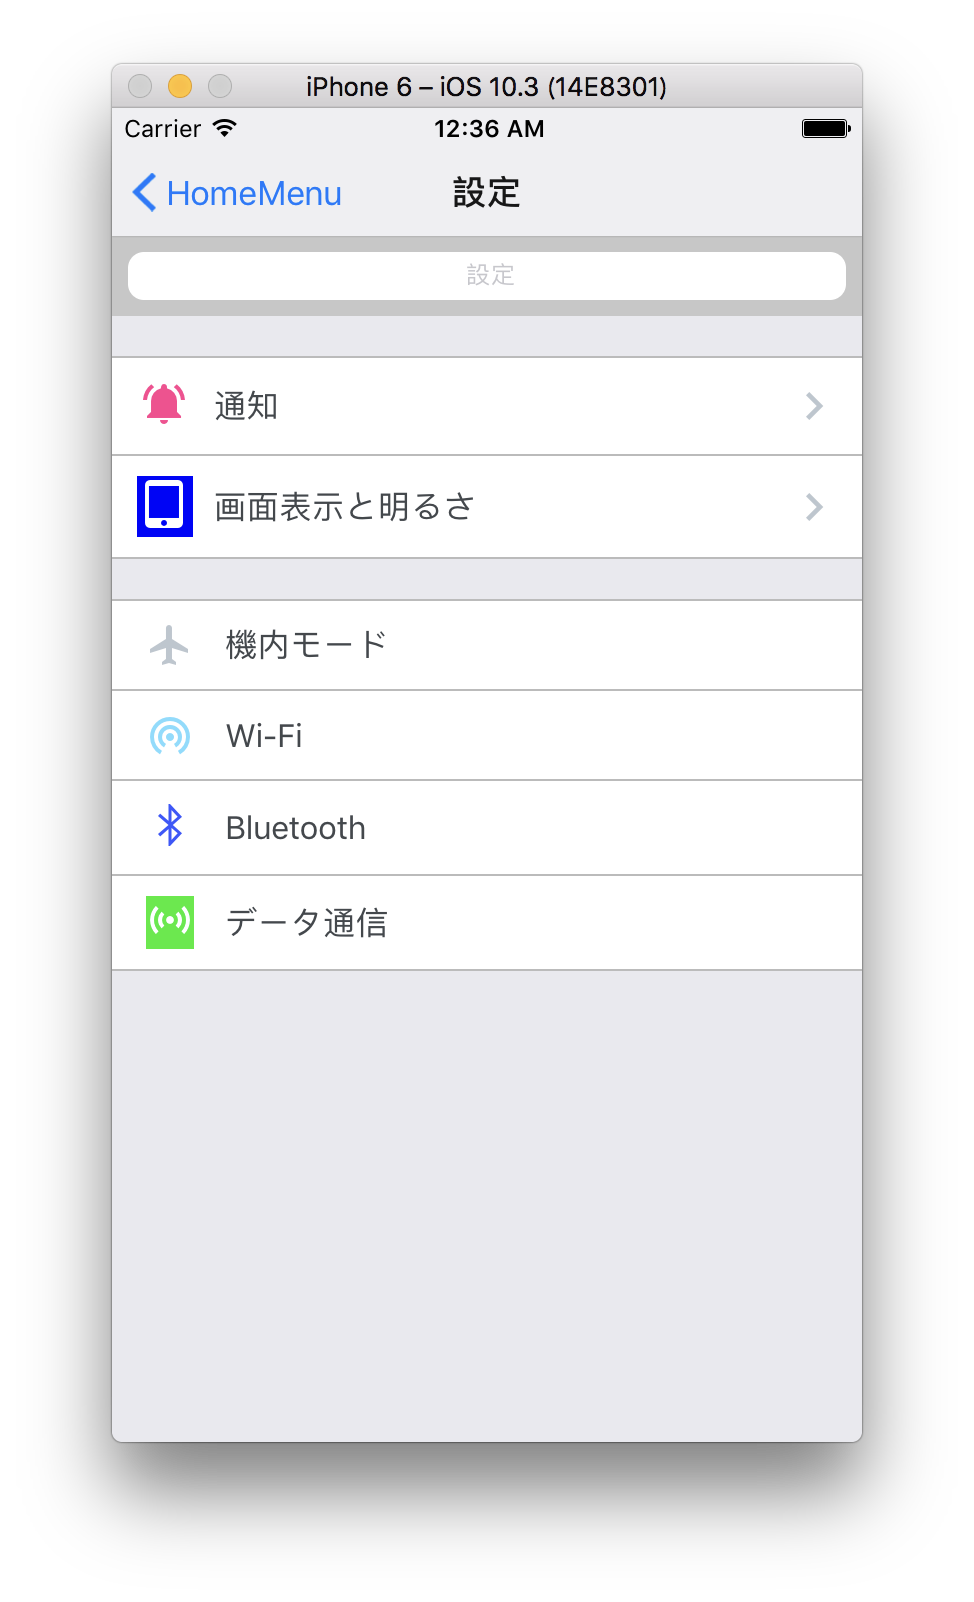 iPhone 6 – iOS 10.3 (14E8301)
Carrier 12:36 AM
HomeMenu 設定
設定
通知
画面表示と明るさ
機内モード
Wi-Fi
Bluetooth
データ通信